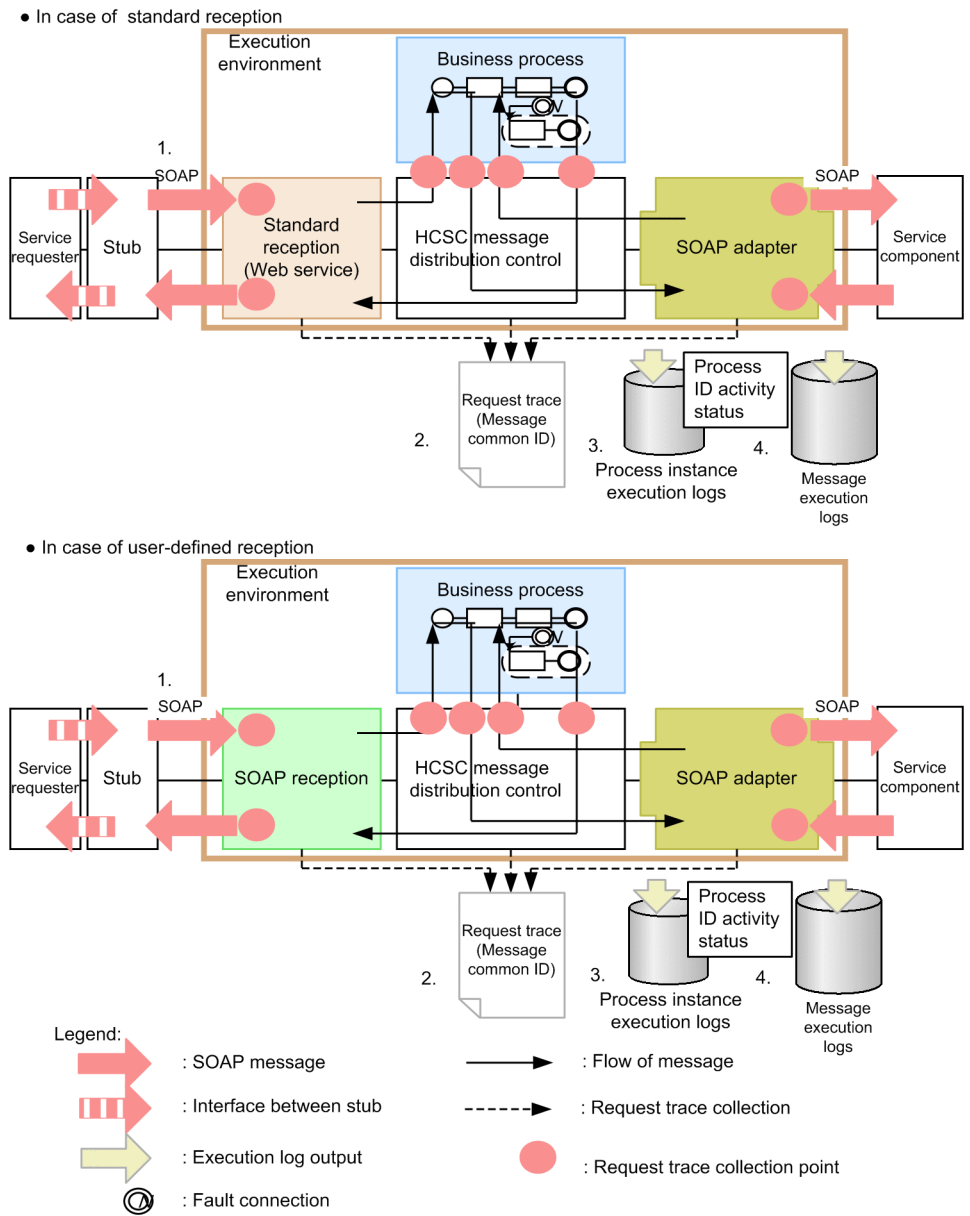 ● In case of  standard reception
Execution
environment
Business process
1.
SOAP
SOAP
Service
requester
Stub
Standard
reception
(Web service)
HCSC message
distribution control
SOAP adapter
Service
component
Request trace
(Message
common ID)
2.
Process
ID activity
status
3.
4.
Process instance
execution logs
Message
execution
logs
● In case of user-defined reception
Execution
environment
Business process
1.
SOAP
SOAP
Service
requester
Stub
SOAP reception
HCSC message
distribution control
SOAP adapter
Service
component
Request trace
(Message
common ID)
2.
Process
ID activity
status
3.
4.
Process instance
execution logs
Message
execution
logs
Legend:
: SOAP message
: Flow of message
: Interface between stub
: Request trace collection
: Execution log output
: Request trace collection point
: Fault connection